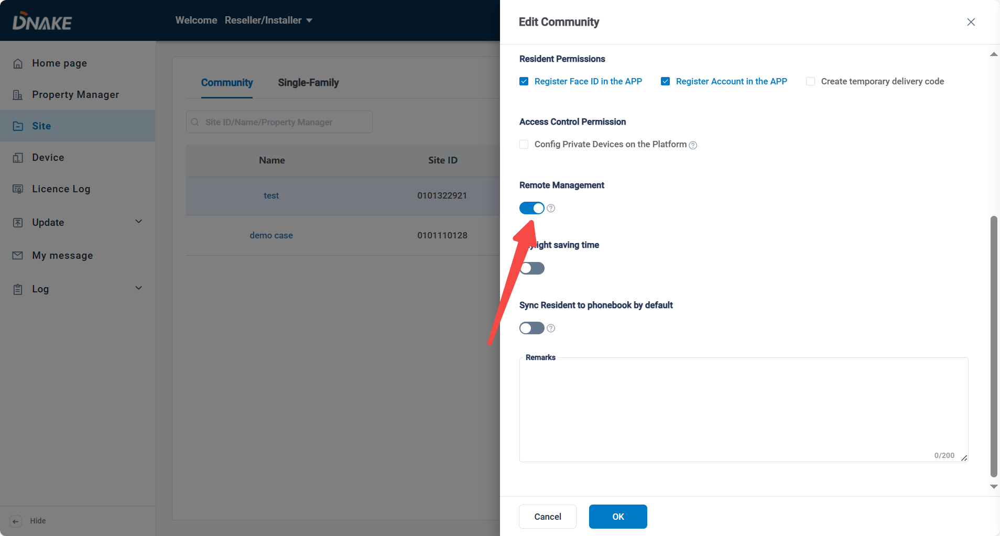 DNAKE
Welcome Reseller/Installer
Home page
Property Manager
Site
Device
Licence Log
Update
My message
Log
Hide
Community Single-Family
Site ID/Name/Property Manager
Name Site ID
test 0101322921
demo case 0101110128
Edit Community
Resident Permissions
Register Face ID in the APP Register Account in the APP Create temporary delivery code
Access Control Permission
Config Private Devices on the Platform
Remote Management
light saving time
Sync Resident to phonebook by default
Remarks
0/200
Cancel OK